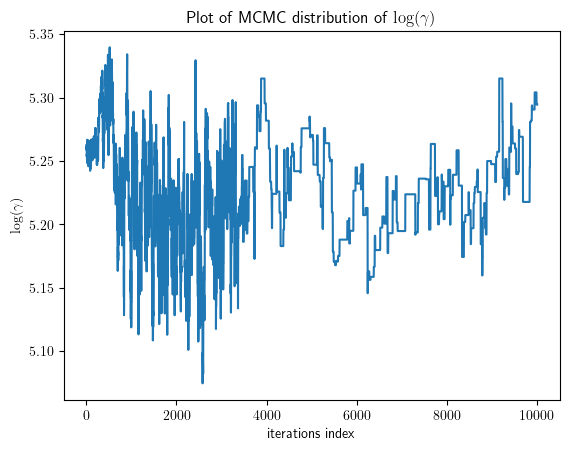 Plot of MCMC distribution of log(γ)
5.35
5.30
5.25
5.20
5.15
5.10
log(γ)
0 2000 4000 6000 8000 10000
iterations index